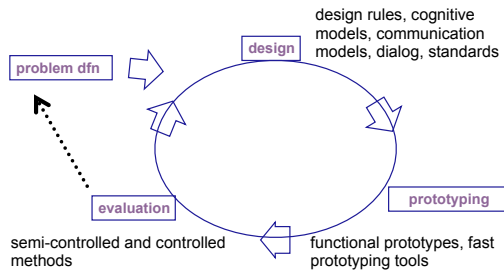 design rules, cognitive
models, communication
models, dialog, standards
design
problem dfn
prototyping
evaluation
semi-controlled and controlled
methods
functional prototypes, fast
prototyping tools